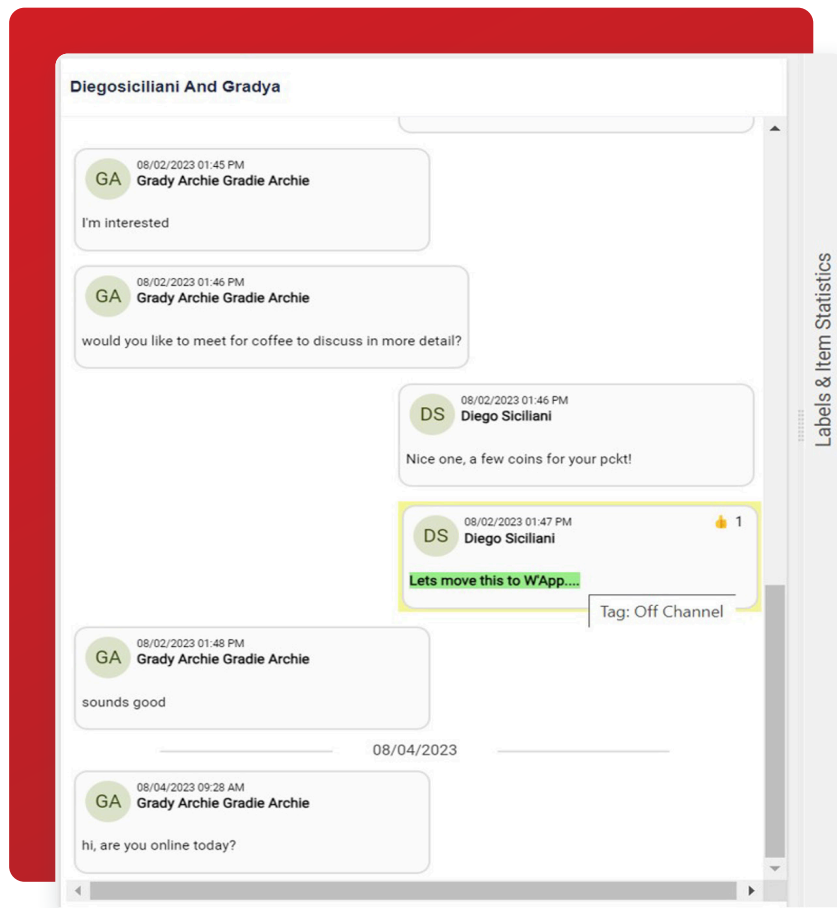 Diegosiciliani And Gradya
GA
08/02/2023 01:45 PM
Grady Archie Gradie Archie
I'm interested
GA
08/02/2023 01:46 PM
Grady Archie Gradie Archie
would you like to meet for coffee to discuss in more detail?
DS
08/02/2023 01:46 PM
Diego Siciliani
Nice one, a few coins for your pckt!
DS
08/02/2023 01:47 PM
👍 1
Diego Siciliani
Lets move this to W'App....
Tag: Off Channel
GA
08/02/2023 01:48 PM
Grady Archie Gradie Archie
sounds good
08/04/2023
GA
08/04/2023 09:28 AM
Grady Archie Gradie Archie
hi, are you online today?
Labels & Item Statistics